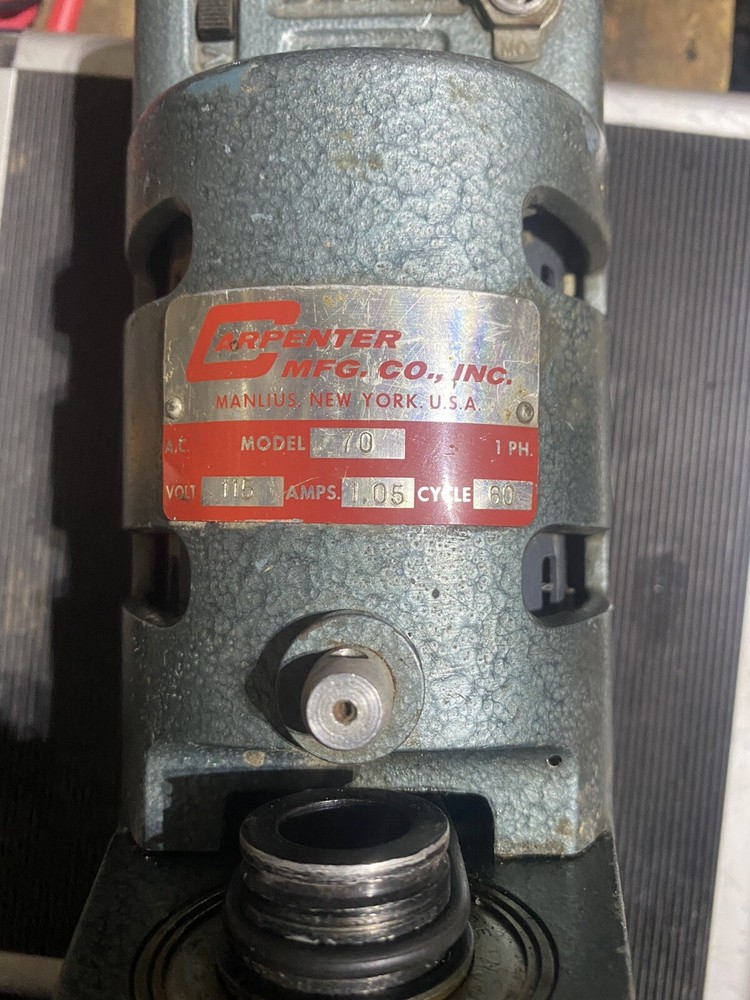 CARPENTER
MFG. CO., INC.
MANLIUS, NEW YORK, U.S.A.
A.C. MODEL 70 1 PH.
VOLT 115 AMPS. 1.05 CYCLE 60